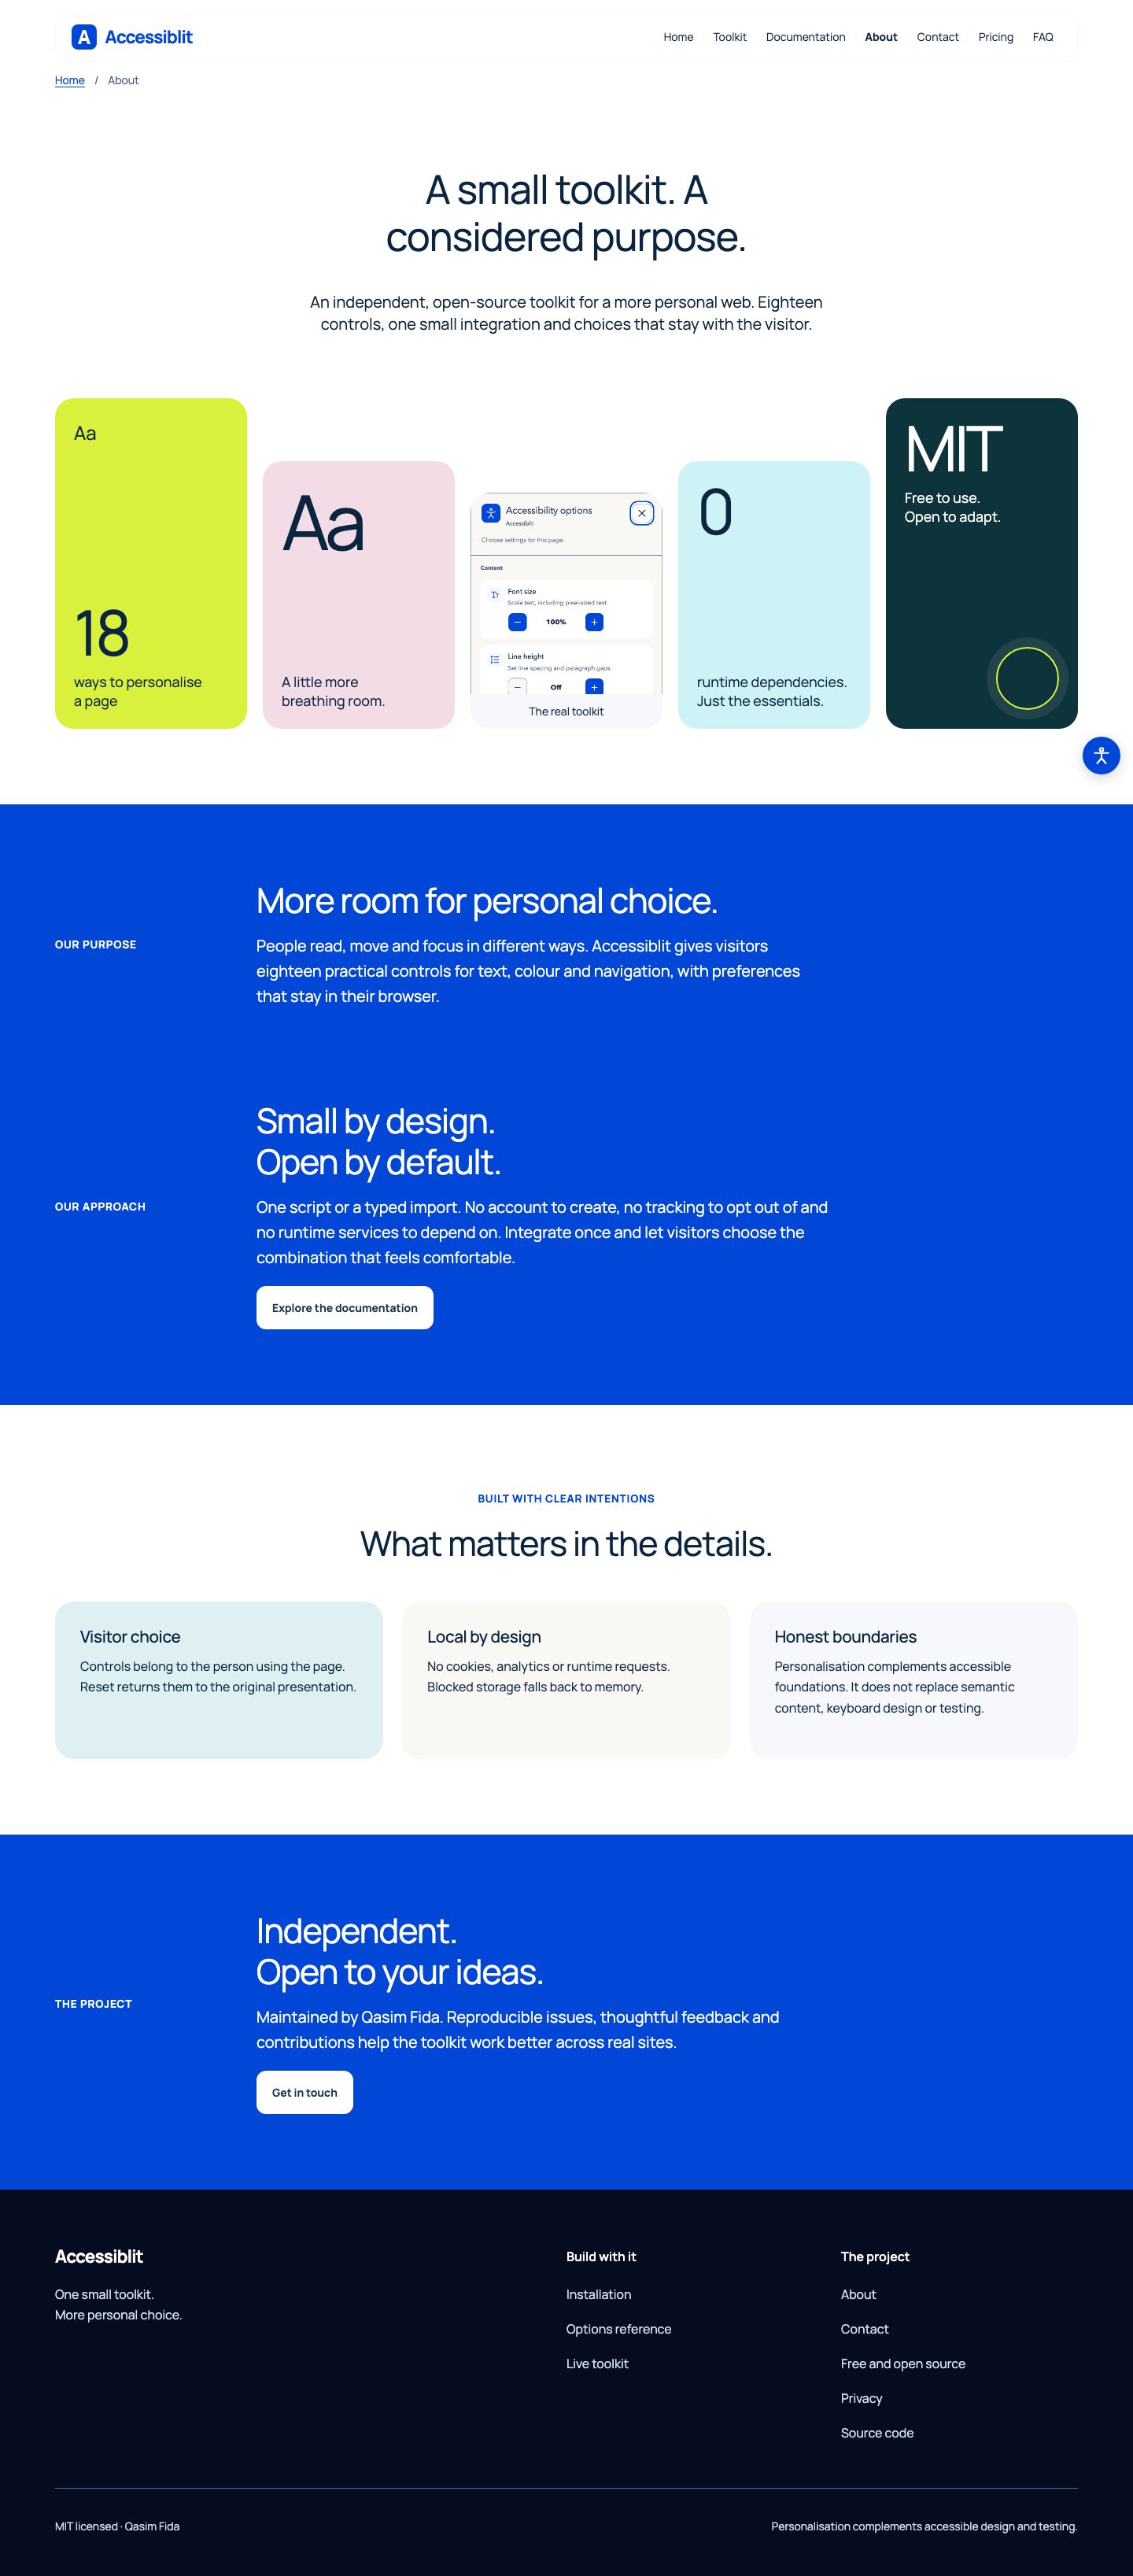 A Accessiblit
Home Toolkit Documentation About Contact Pricing FAQ
Home / About
A small toolkit. A
considered purpose.
An independent, open-source toolkit for a more personal web. Eighteen
controls, one small integration and choices that stay with the visitor.
Aa
18
ways to personalise
a page
Aa
A little more
breathing room.
Accessibility options
Accessiblit
Choose settings for this page.
Content
Font size
Scale text, including pixel-sized text.
− 100% +
Line height
Set line spacing and paragraph gaps.
− Off +
The real toolkit
0
runtime dependencies.
Just the essentials.
MIT
Free to use.
Open to adapt.
OUR PURPOSE
More room for personal choice.
People read, move and focus in different ways. Accessiblit gives visitors
eighteen practical controls for text, colour and navigation, with preferences
that stay in their browser.
OUR APPROACH
Small by design.
Open by default.
One script or a typed import. No account to create, no tracking to opt out of and
no runtime services to depend on. Integrate once and let visitors choose the
combination that feels comfortable.
Explore the documentation
BUILT WITH CLEAR INTENTIONS
What matters in the details.
Visitor choice
Controls belong to the person using the page.
Reset returns them to the original presentation.
Local by design
No cookies, analytics or runtime requests.
Blocked storage falls back to memory.
Honest boundaries
Personalisation complements accessible
foundations. It does not replace semantic
content, keyboard design or testing.
THE PROJECT
Independent.
Open to your ideas.
Maintained by Qasim Fida. Reproducible issues, thoughtful feedback and
contributions help the toolkit work better across real sites.
Get in touch
Accessiblit
One small toolkit.
More personal choice.
Build with it
Installation
Options reference
Live toolkit
The project
About
Contact
Free and open source
Privacy
Source code
MIT licensed · Qasim Fida
Personalisation complements accessible design and testing.